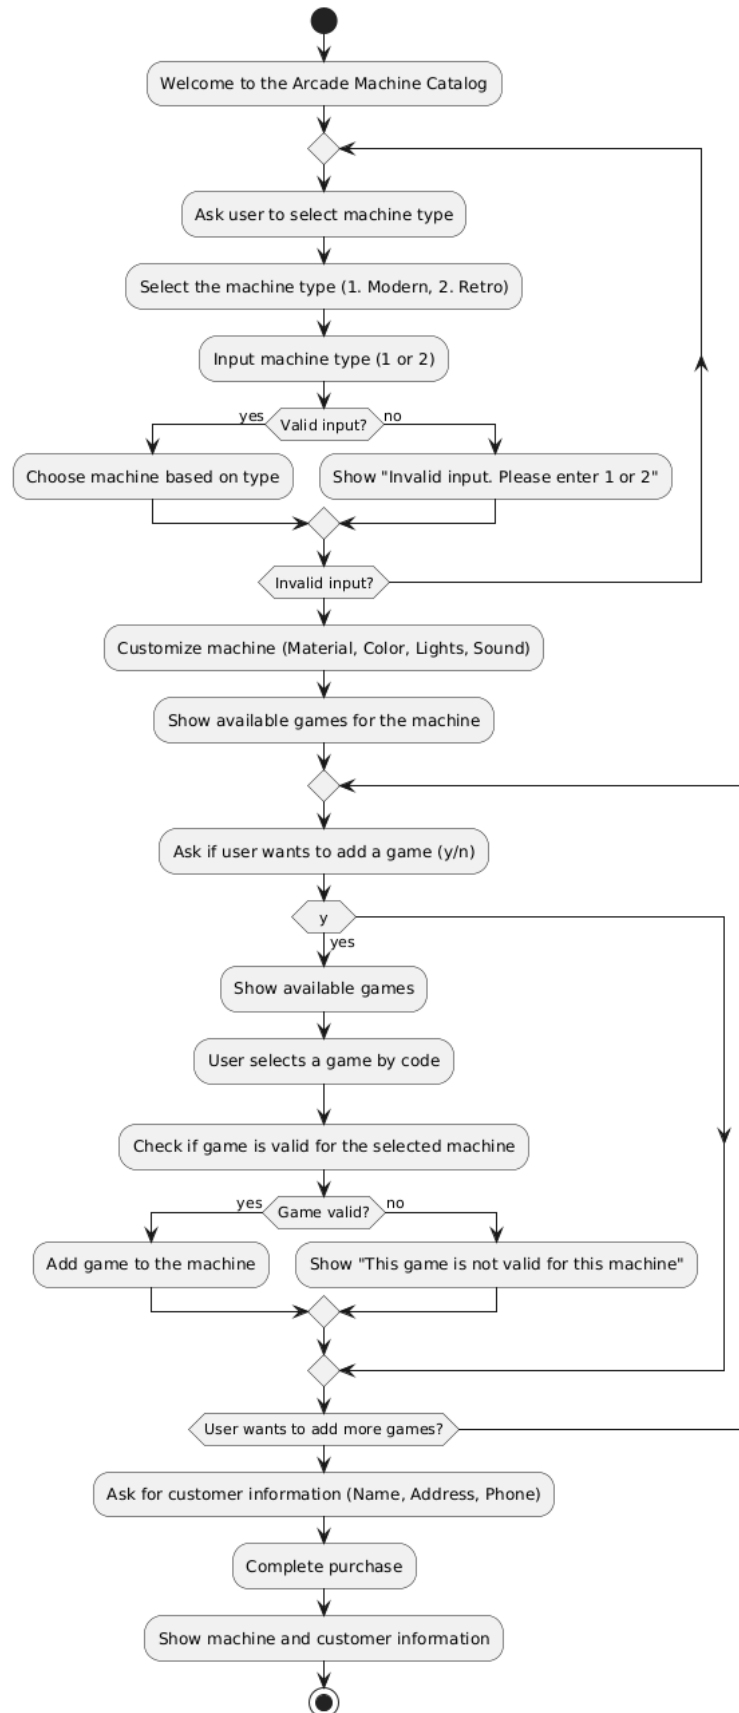 Welcome to the Arcade Machine Catalog
Ask user to select machine type
Select the machine type (1. Modern, 2. Retro)
Input machine type (1 or 2)
yes
Valid input?
no
Choose machine based on type
Show "Invalid input. Please enter 1 or 2"
Invalid input?
Customize machine (Material, Color, Lights, Sound)
Show available games for the machine
Ask if user wants to add a game (y/n)
y
yes
Show available games
User selects a game by code
Check if game is valid for the selected machine
yes
Game valid?
no
Add game to the machine
Show "This game is not valid for this machine"
User wants to add more games?
Ask for customer information (Name, Address, Phone)
Complete purchase
Show machine and customer information